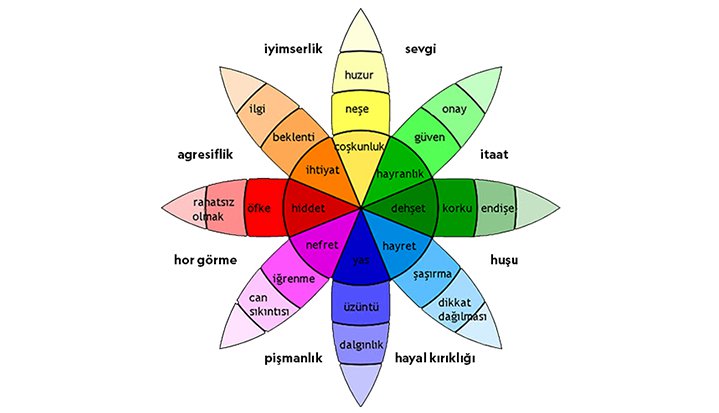 iyimserlik
sevgi
huzur
ilgi
neşe
onay
beklenti
güven
coşkunluk
agresiflik
itaat
ihtiyat
hayranlık
rahatsız
olmak
öfke
hiddet
dehşet
korku
endişe
nefret
hayret
hor görme
yas
huşu
iğrenme
şaşırma
can
sıkıntısı
üzüntü
dikkat
dağılması
dalgınlık
pişmanlık
hayal kırıklığı